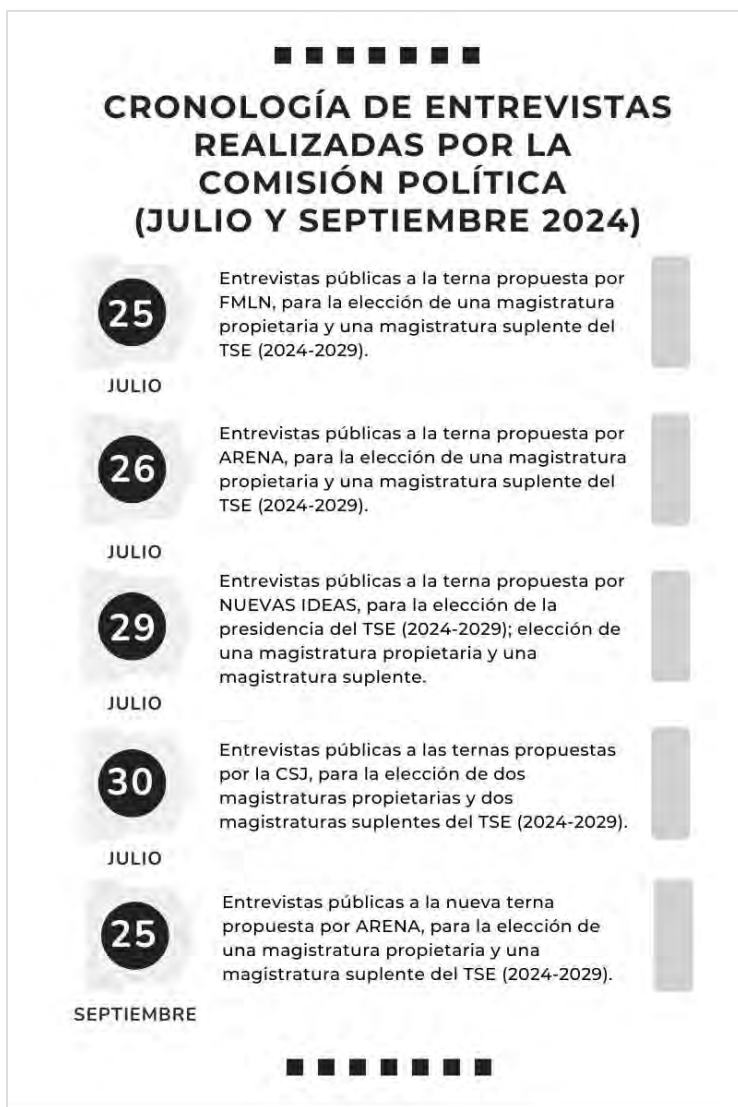 CRONOLOGÍA DE ENTREVISTAS
REALIZADAS POR LA
COMISIÓN POLÍTICA
(JULIO Y SEPTIEMBRE 2024)
25
JULIO
Entrevistas públicas a la terna propuesta por
FMLN, para la elección de una magistratura
propietaria y una magistratura suplente del
TSE (2024-2029).
26
JULIO
Entrevistas públicas a la terna propuesta por
ARENA, para la elección de una magistratura
propietaria y una magistratura suplente del
TSE (2024-2029).
29
JULIO
Entrevistas públicas a la terna propuesta por
NUEVAS IDEAS, para la elección de la
presidencia del TSE (2024-2029); elección de
una magistratura propietaria y una
magistratura suplente.
30
JULIO
Entrevistas públicas a las ternas propuestas
por la CSJ, para la elección de dos
magistraturas propietarias y dos
magistraturas suplentes del TSE (2024-2029).
25
SEPTIEMBRE
Entrevistas públicas a la nueva terna
propuesta por ARENA, para la elección de
una magistratura propietaria y una
magistratura suplente del TSE (2024-2029).